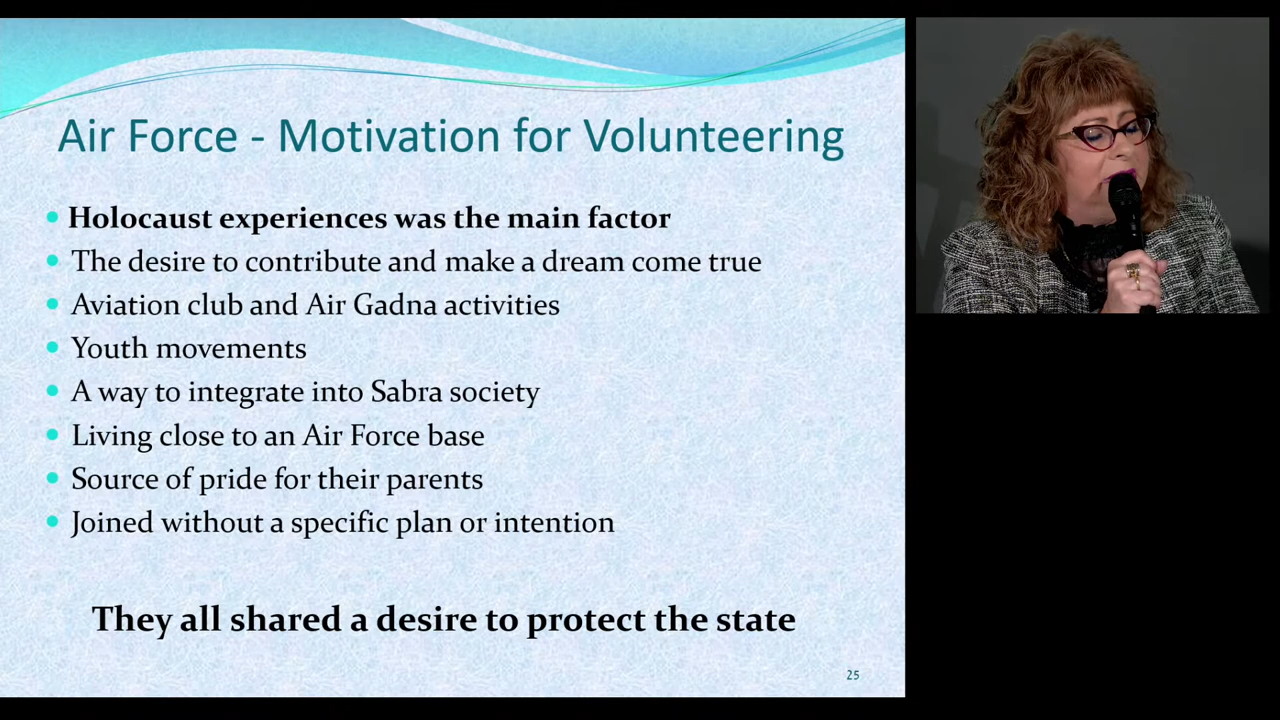 Air Force - Motivation for Volunteering
Holocaust experiences was the main factor
The desire to contribute and make a dream come true
Aviation club and Air Gadna activities
Youth movements
A way to integrate into Sabra society
Living close to an Air Force base
Source of pride for their parents
Joined without a specific plan or intention
They all shared a desire to protect the state
25